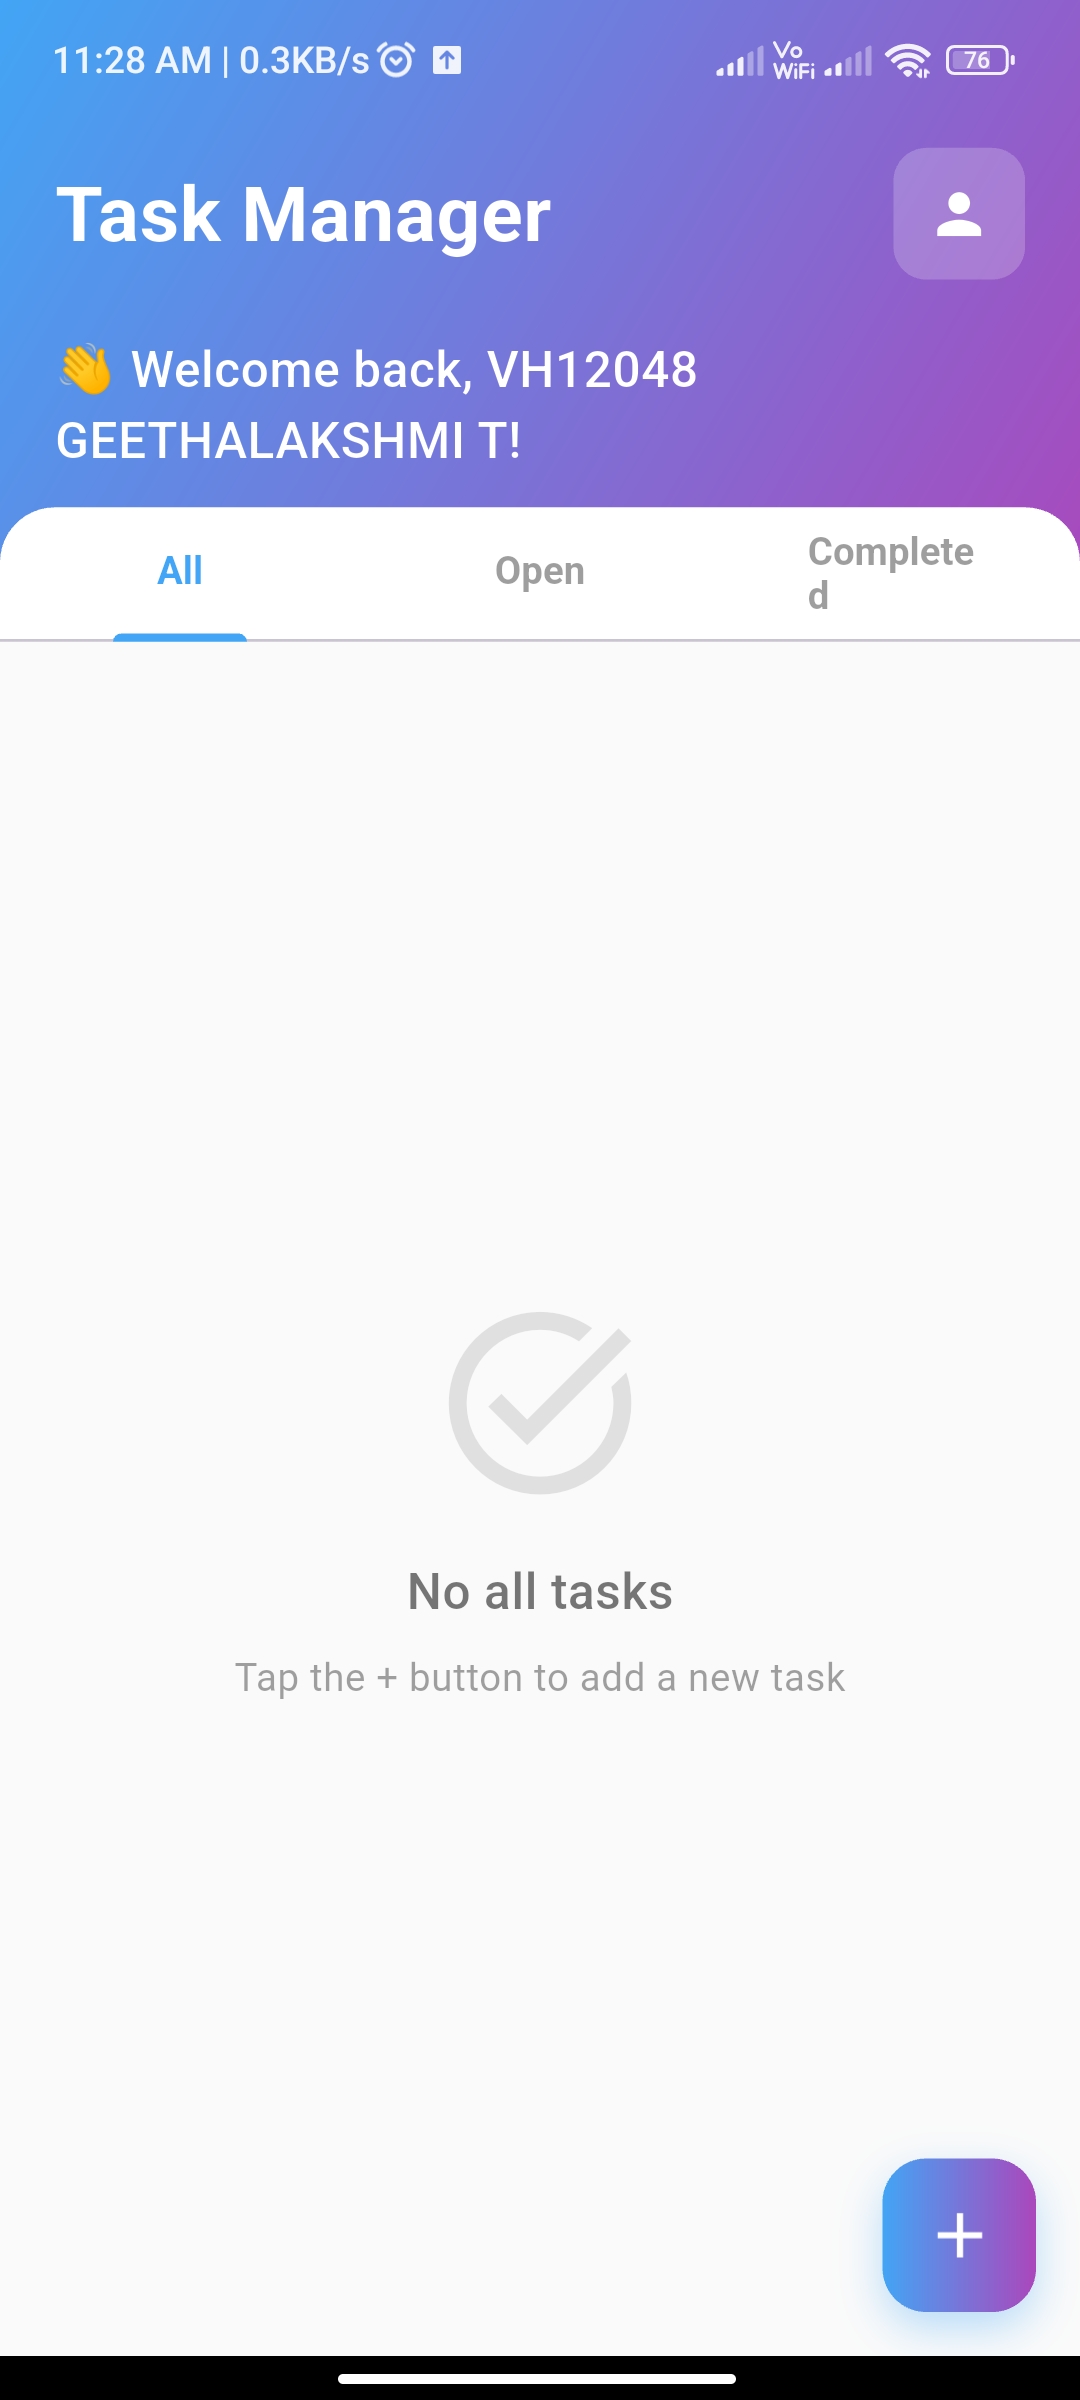 11:28 AM | 0.3KB/s
Vo
WiFi
76
Task Manager
👋 Welcome back, VH12048
GEETHALAKSHMI T!
All
Open
Complete
d
No all tasks
Tap the + button to add a new task
+